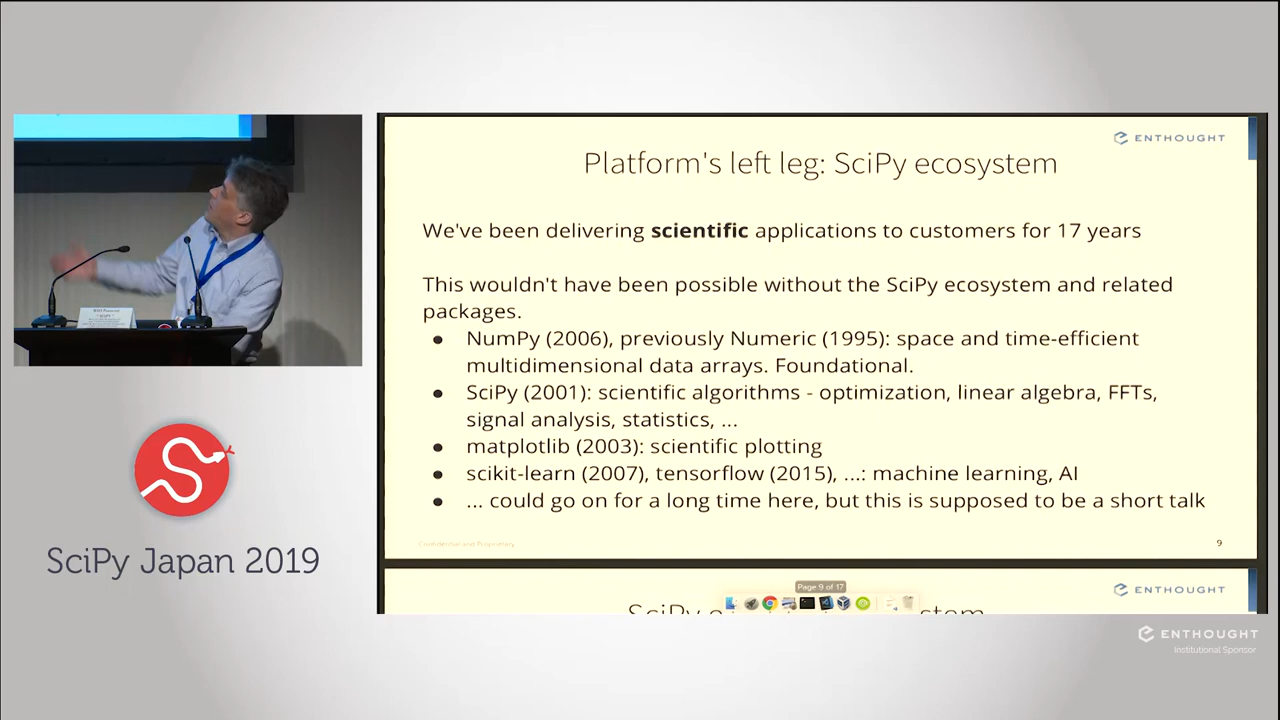 ENTHOUGHT
Platform's left leg: SciPy ecosystem
We've been delivering scientific applications to customers for 17 years
This wouldn't have been possible without the SciPy ecosystem and related
packages.
● NumPy (2006), previously Numeric (1995): space and time-efficient
multidimensional data arrays. Foundational.
● SciPy (2001): scientific algorithms - optimization, linear algebra, FFTs,
signal analysis, statistics, ...
● matplotlib (2003): scientific plotting
● scikit-learn (2007), tensorflow (2015), ...: machine learning, AI
● ... could go on for a long time here, but this is supposed to be a short talk
Confidential and Proprietary
9
Page 9 of 17
ENTHOUGHT
SciPy Japan 2019
ENTHOUGHT
Institutional Sponsor